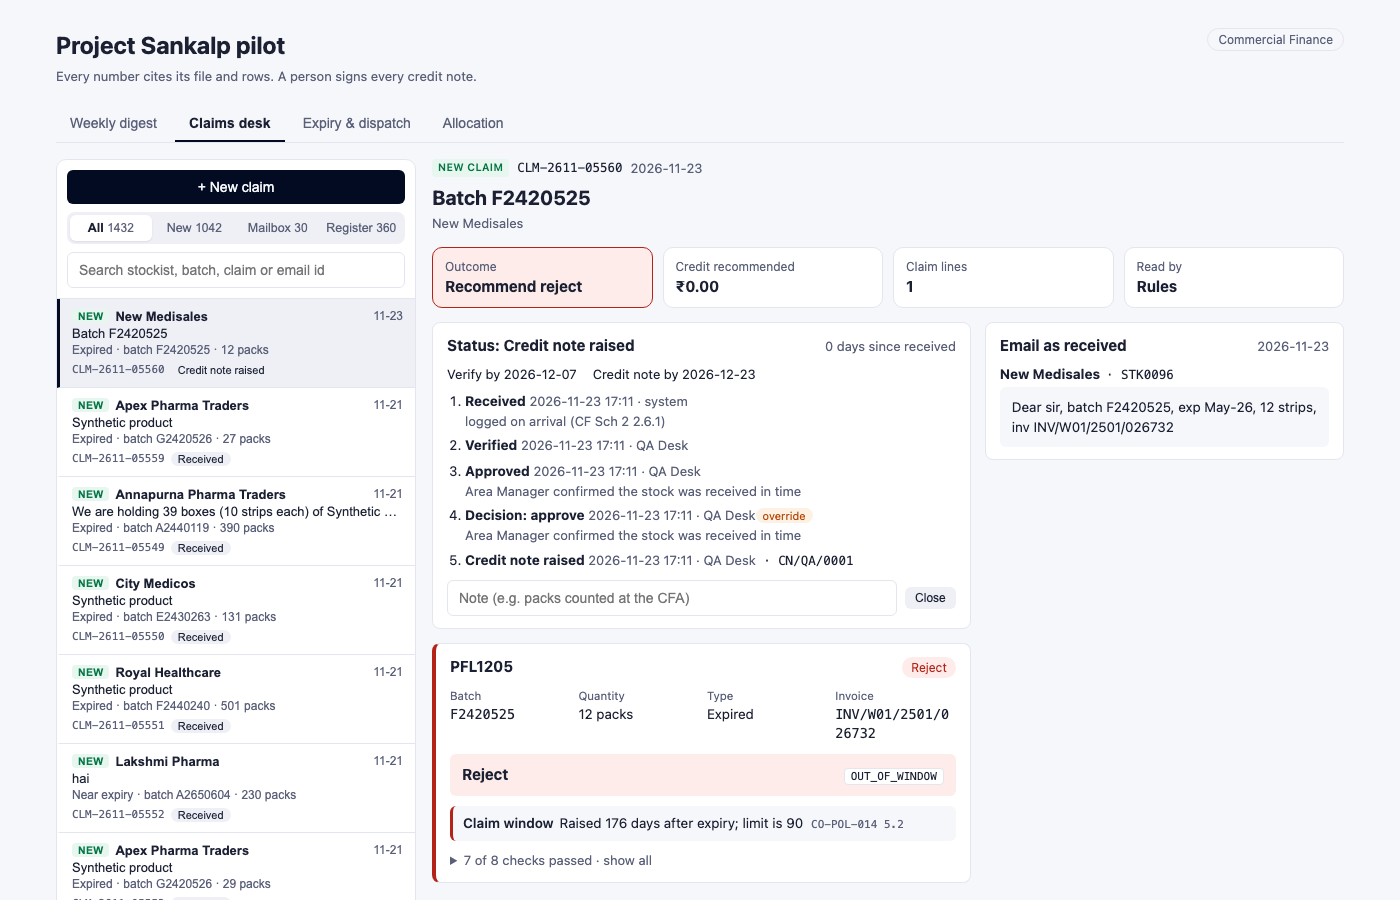 Project Sankalp pilot
Commercial Finance
Every number cites its file and rows. A person signs every credit note.
Weekly digest
Claims desk
Expiry & dispatch
Allocation
+ New claim
All 1432
New 1042
Mailbox 30
Register 360
Search stockist, batch, claim or email id
NEW New Medisales 11-23
Batch F2420525
Expired · batch F2420525 · 12 packs
CLM-2611-05560 Credit note raised
NEW Apex Pharma Traders 11-21
Synthetic product
Expired · batch G2420526 · 27 packs
CLM-2611-05559 Received
NEW Annapurna Pharma Traders 11-21
We are holding 39 boxes (10 strips each) of Synthetic ...
Expired · batch A2440119 · 390 packs
CLM-2611-05549 Received
NEW City Medicos 11-21
Synthetic product
Expired · batch E2430263 · 131 packs
CLM-2611-05550 Received
NEW Royal Healthcare 11-21
Synthetic product
Expired · batch F2440240 · 501 packs
CLM-2611-05551 Received
NEW Lakshmi Pharma 11-21
hai
Near expiry · batch A2650604 · 230 packs
CLM-2611-05552 Received
NEW Apex Pharma Traders 11-21
Synthetic product
Expired · batch G2420526 · 29 packs
NEW CLAIM CLM-2611-05560 2026-11-23
Batch F2420525
New Medisales
Outcome
Recommend reject
Credit recommended
₹0.00
Claim lines
1
Read by
Rules
Status: Credit note raised
0 days since received
Verify by 2026-12-07 Credit note by 2026-12-23
1. Received 2026-11-23 17:11 · system
logged on arrival (CF Sch 2 2.6.1)
2. Verified 2026-11-23 17:11 · QA Desk
3. Approved 2026-11-23 17:11 · QA Desk
Area Manager confirmed the stock was received in time
4. Decision: approve 2026-11-23 17:11 · QA Desk override
Area Manager confirmed the stock was received in time
5. Credit note raised 2026-11-23 17:11 · QA Desk · CN/QA/0001
Note (e.g. packs counted at the CFA)
Close
PFL1205
Reject
Batch
F2420525
Quantity
12 packs
Type
Expired
Invoice
INV/W01/2501/0
26732
Reject
OUT_OF_WINDOW
Claim window Raised 176 days after expiry; limit is 90 CO-POL-014 5.2
▶ 7 of 8 checks passed · show all
Email as received
2026-11-23
New Medisales · STK0096
Dear sir, batch F2420525, exp May-26, 12 strips,
inv INV/W01/2501/026732